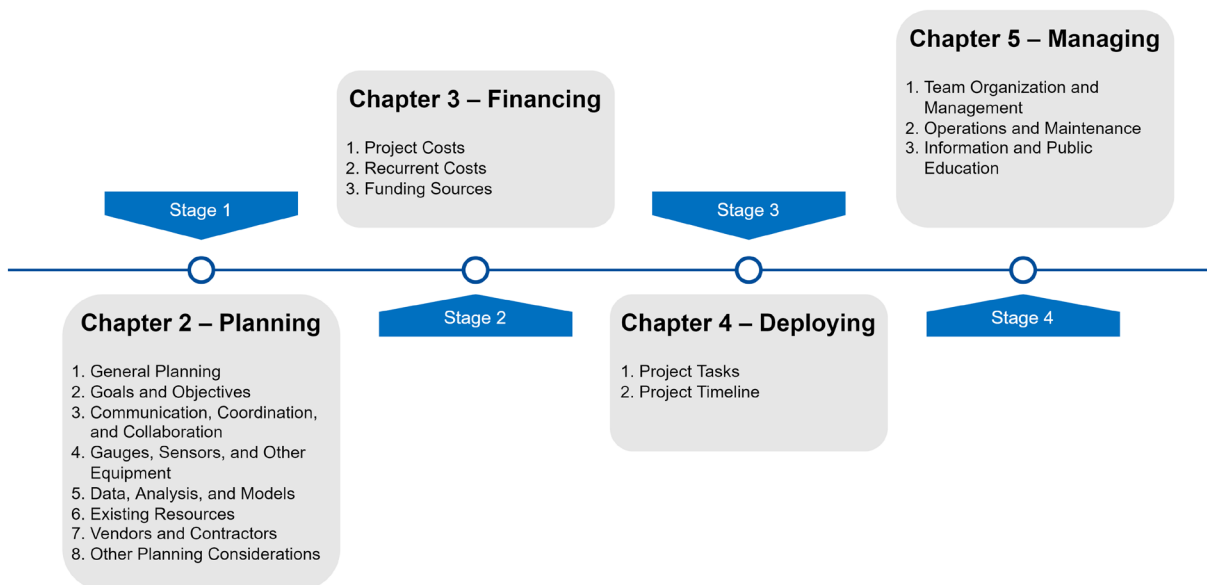 Stage 1
Chapter 2 – Planning
1. General Planning
2. Goals and Objectives
3. Communication, Coordination,
and Collaboration
4. Gauges, Sensors, and Other
Equipment
5. Data, Analysis, and Models
6. Existing Resources
7. Vendors and Contractors
8. Other Planning Considerations
Chapter 3 – Financing
1. Project Costs
2. Recurrent Costs
3. Funding Sources
Stage 2
Stage 3
Chapter 4 – Deploying
1. Project Tasks
2. Project Timeline
Chapter 5 – Managing
1. Team Organization and
Management
2. Operations and Maintenance
3. Information and Public
Education
Stage 4